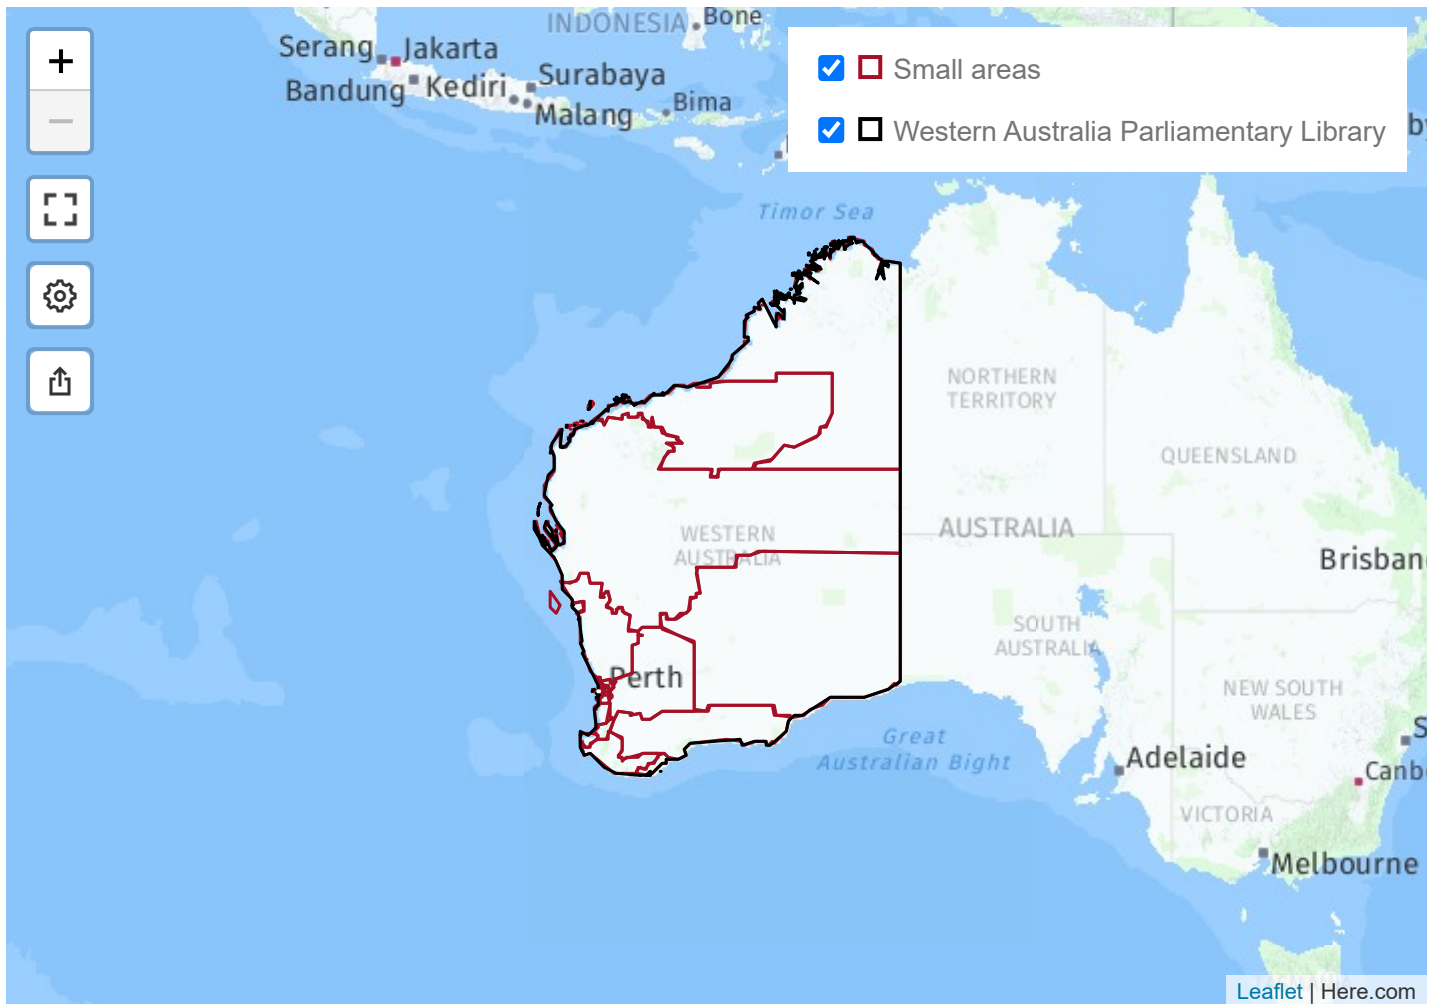 INDONESIA
Bone
Serang
Jakarta
Bandung
Kediri
Surabaya
Malang
Bima
+
−
Small areas
Western Australia Parliamentary Library
by
Timor Sea
NORTHERN
TERRITORY
QUEENSLAND
WESTERN
AUSTRALIA
AUSTRALIA
Brisban
SOUTH
AUSTRALIA
Perth
NEW SOUTH
WALES
Great
Australian Bight
Adelaide
S
Canb
VICTORIA
Melbourne
Leaflet | Here.com